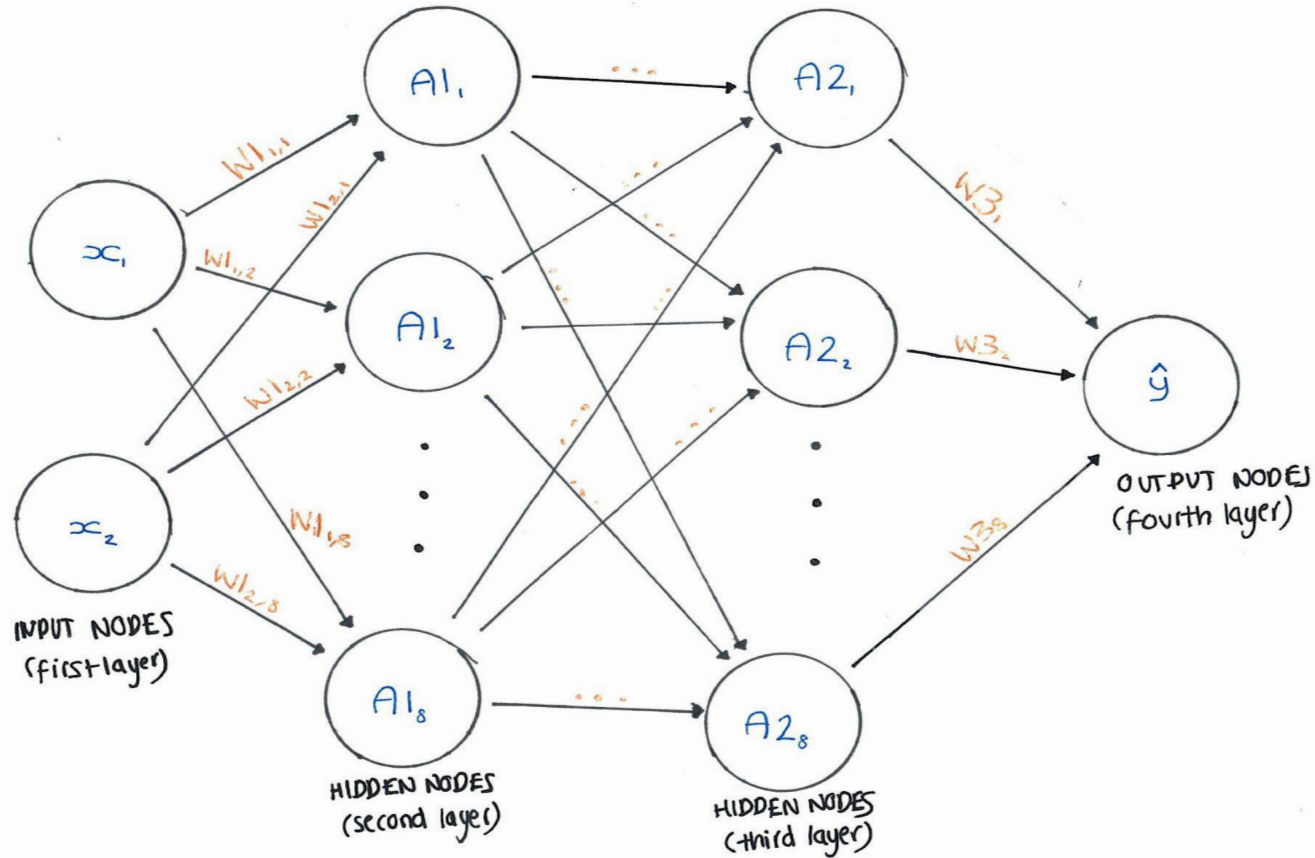 A1₁
...
A2₁
W1₁,₁
W1₂,₁
...
...
W3₁
x₁
W1₁,₂
A1₂
...
...
A2₂
W3₂
ŷ
W1₂,₂
...
...
...
OUTPUT NODES
(fourth layer)
x₂
W1₁,₈
W3₈
W1₂,₈
INPUT NODES
(first layer)
A1₈
...
A2₈
HIDDEN NODES
(second layer)
HIDDEN NODES
(third layer)